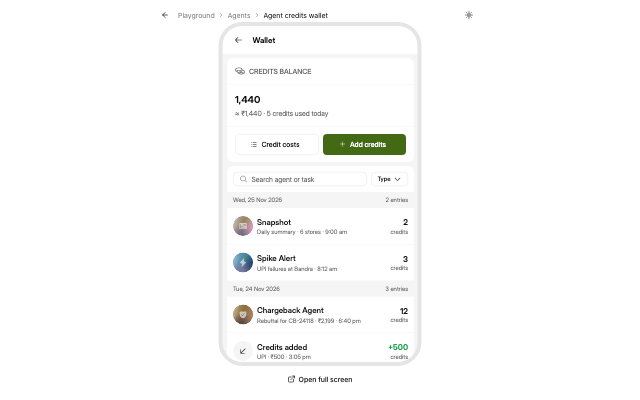 Playground > Agents > Agent credits wallet
Wallet
CREDITS BALANCE
1,440
≈ ₹1,440 · 5 credits used today
Credit costs
+ Add credits
Search agent or task
Type
Wed, 25 Nov 2026
2 entries
Snapshot
2
Daily summary · 6 stores · 9:00 am
credits
Spike Alert
3
UPI failures at Bandra · 8:12 am
credits
Tue, 24 Nov 2026
3 entries
Chargeback Agent
12
Rebuttal for CB-24118 · ₹2,199 · 6:40 pm
credits
Credits added
+500
UPI · ₹500 · 3:05 pm
credits
Open full screen